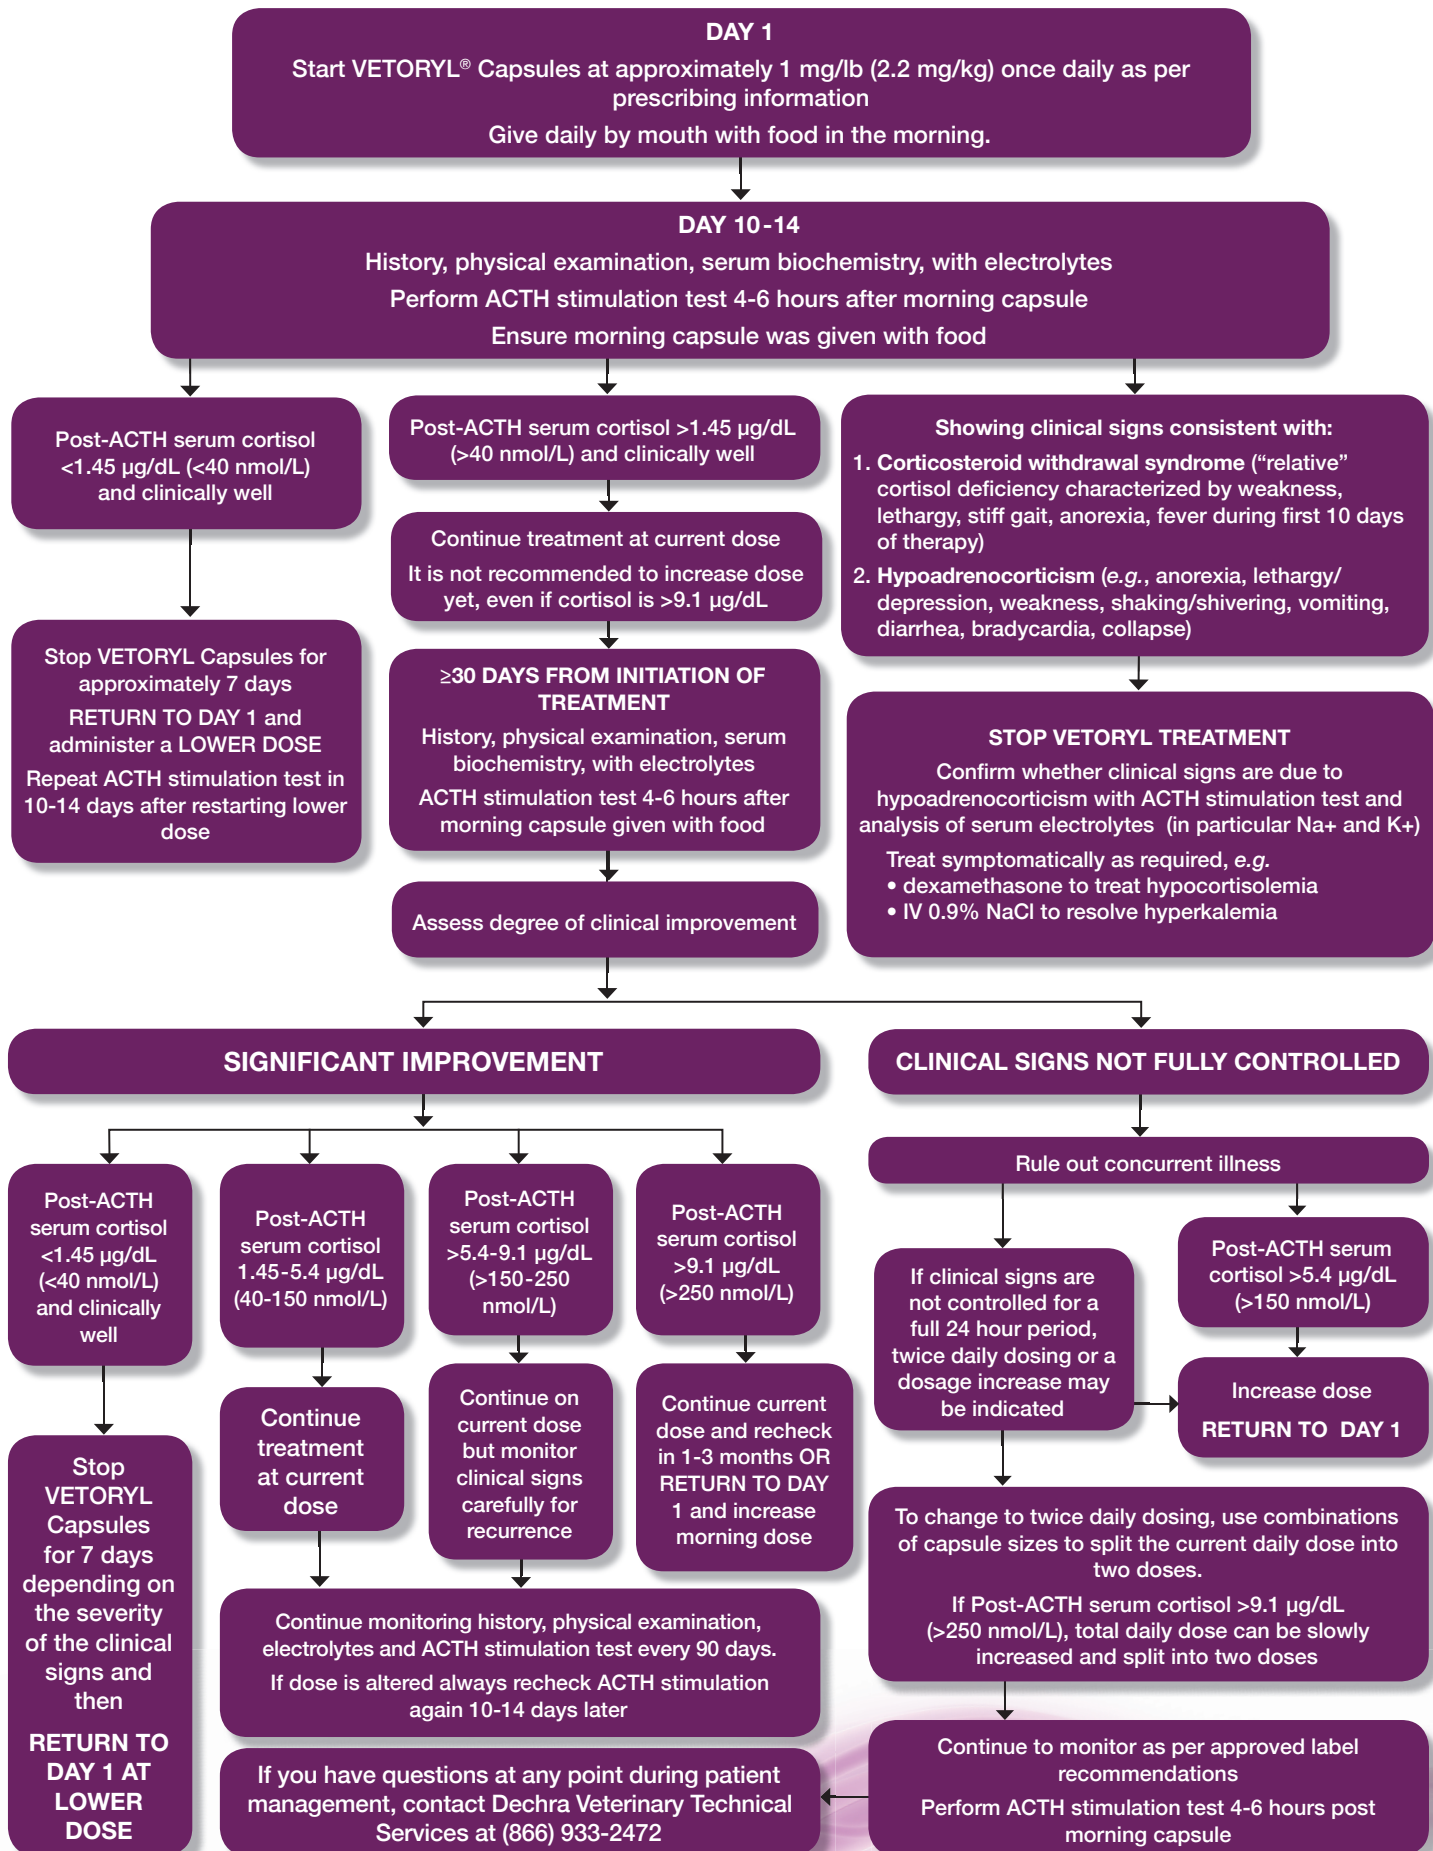 DAY 1
Start VETORYL® Capsules at approximately 1 mg/lb (2.2 mg/kg) once daily as per
prescribing information
Give daily by mouth with food in the morning.
DAY 10-14
History, physical examination, serum biochemistry, with electrolytes
Perform ACTH stimulation test 4-6 hours after morning capsule
Ensure morning capsule was given with food
Post-ACTH serum cortisol
<1.45 µg/dL (<40 nmol/L)
and clinically well
Stop VETORYL Capsules for
approximately 7 days
RETURN TO DAY 1 and
administer a LOWER DOSE
Repeat ACTH stimulation test in
10-14 days after restarting lower
dose
Post-ACTH serum cortisol >1.45 µg/dL
(>40 nmol/L) and clinically well
Continue treatment at current dose
It is not recommended to increase dose
yet, even if cortisol is >9.1 µg/dL
≥30 DAYS FROM INITIATION OF
TREATMENT
History, physical examination, serum
biochemistry, with electrolytes
ACTH stimulation test 4-6 hours after
morning capsule given with food
Assess degree of clinical improvement
Showing clinical signs consistent with:
1. Corticosteroid withdrawal syndrome (“relative”
cortisol deficiency characterized by weakness,
lethargy, stiff gait, anorexia, fever during first 10 days
of therapy)
2. Hypoadrenocorticism (e.g., anorexia, lethargy/
depression, weakness, shaking/shivering, vomiting,
diarrhea, bradycardia, collapse)
STOP VETORYL TREATMENT
Confirm whether clinical signs are due to
hypoadrenocorticism with ACTH stimulation test and
analysis of serum electrolytes (in particular Na+ and K+)
Treat symptomatically as required, e.g.
• dexamethasone to treat hypocortisolemia
• IV 0.9% NaCl to resolve hyperkalemia
SIGNIFICANT IMPROVEMENT
Post-ACTH
serum cortisol
<1.45 µg/dL
(<40 nmol/L)
and clinically
well
Stop
VETORYL
Capsules
for 7 days
depending on
the severity
of the clinical
signs and
then
RETURN TO
DAY 1 AT
LOWER
DOSE
Post-ACTH
serum cortisol
1.45-5.4 µg/dL
(40-150 nmol/L)
Continue
treatment
at current
dose
Post-ACTH
serum cortisol
>5.4-9.1 µg/dL
(>150-250
nmol/L)
Continue on
current dose
but monitor
clinical signs
carefully for
recurrence
Post-ACTH
serum cortisol
>9.1 µg/dL
(>250 nmol/L)
Continue current
dose and recheck
in 1-3 months OR
RETURN TO DAY
1 and increase
morning dose
Continue monitoring history, physical examination,
electrolytes and ACTH stimulation test every 90 days.
If dose is altered always recheck ACTH stimulation
again 10-14 days later
If you have questions at any point during patient
management, contact Dechra Veterinary Technical
Services at (866) 933-2472
CLINICAL SIGNS NOT FULLY CONTROLLED
Rule out concurrent illness
If clinical signs are
not controlled for a
full 24 hour period,
twice daily dosing or a
dosage increase may
be indicated
Post-ACTH serum
cortisol >5.4 µg/dL
(>150 nmol/L)
Increase dose
RETURN TO DAY 1
To change to twice daily dosing, use combinations
of capsule sizes to split the current daily dose into
two doses.
If Post-ACTH serum cortisol >9.1 µg/dL
(>250 nmol/L), total daily dose can be slowly
increased and split into two doses
Continue to monitor as per approved label
recommendations
Perform ACTH stimulation test 4-6 hours post
morning capsule